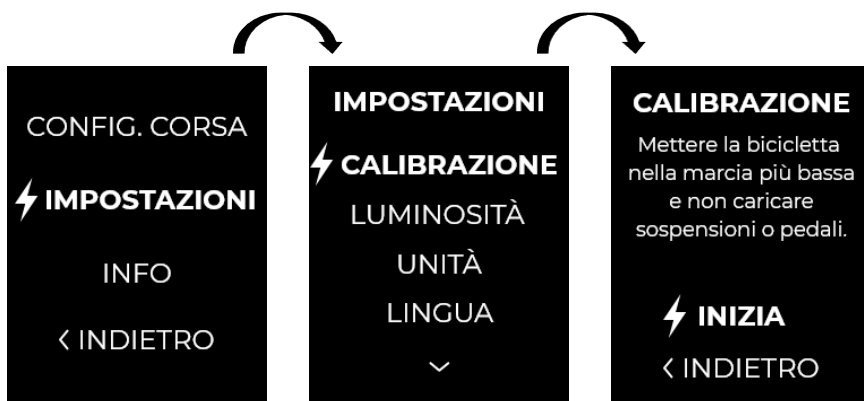 CONFIG. CORSA
IMPOSTAZIONI
INFO
< INDIETRO
IMPOSTAZIONI
CALIBRAZIONE
LUMINOSITÀ
UNITÀ
LINGUA
CALIBRAZIONE
Mettere la bicicletta
nella marcia più bassa
e non caricare
sospensioni o pedali.
INIZIA
< INDIETRO